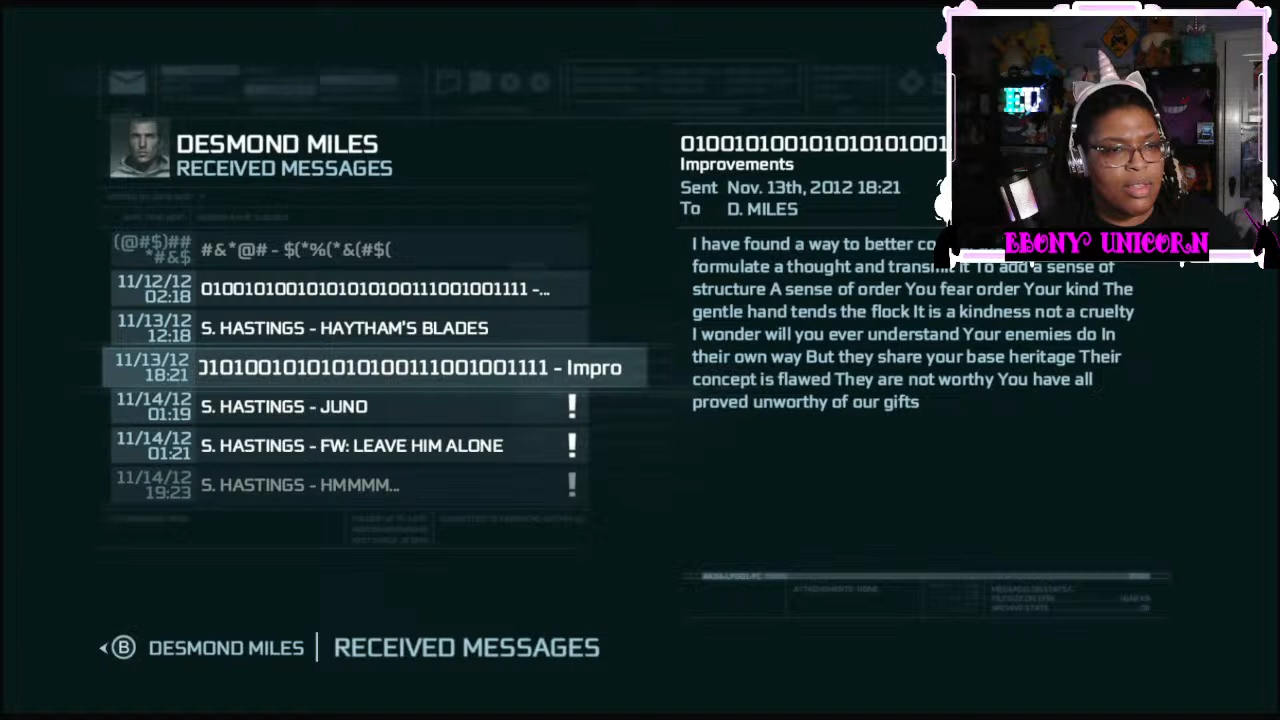 DESMOND MILES
RECEIVED MESSAGES
(@#$)##
*#&$
#&*@#- $(*%(*&(#$(
11/12/12
02:18
01001010010101010100111001001111 -...
11/13/12
12:18
S. HASTINGS - HAYTHAM'S BLADES
11/13/12
18:21
01010010101010100111001001111 - Impro
11/14/12
01:19
S. HASTINGS - JUNO
!
11/14/12
01:21
S. HASTINGS - FW: LEAVE HIM ALONE
!
11/14/12
19:23
S. HASTINGS - HMMMM...
!
010010100101010101001
Improvements
Sent Nov. 13th, 2012 18:21
To D. MILES
I have found a way to better
formulate a thought and transmit it To add a sense of
structure A sense of order You fear order Your kind The
gentle hand tends the flock It is a kindness not a cruelty
I wonder will you ever understand Your enemies do In
their own way But they share your base heritage Their
concept is flawed They are not worthy You have all
proved unworthy of our gifts
ATTACHMENTS: NONE
EU
EBONY UNICORN
B DESMOND MILES | RECEIVED MESSAGES